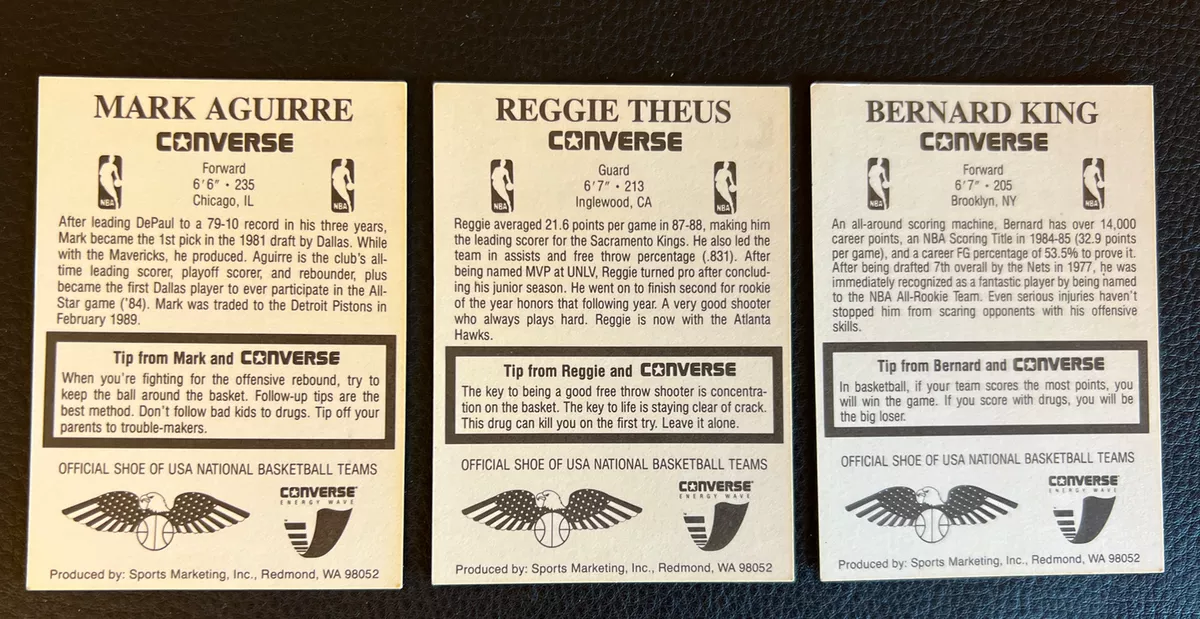 MARK AGUIRRE
CONVERSE
Forward
6'6" • 235
Chicago, IL
NBA
NBA
After leading DePaul to a 79-10 record in his three years,
Mark became the 1st pick in the 1981 draft by Dallas. While
with the Mavericks, he produced. Aguirre is the club's all-
time leading scorer, playoff scorer, and rebounder, plus
became the first Dallas player to ever participate in the All-
Star game ('84). Mark was traded to the Detroit Pistons in
February 1989.
Tip from Mark and CONVERSE
When you're fighting for the offensive rebound, try to
keep the ball around the basket. Follow-up tips are the
best method. Don't follow bad kids to drugs. Tip off your
parents to trouble-makers.
OFFICIAL SHOE OF USA NATIONAL BASKETBALL TEAMS
CONVERSE
ENERGY WAVE
Produced by: Sports Marketing, Inc., Redmond, WA 98052
REGGIE THEUS
CONVERSE
Guard
6'7" • 213
Inglewood, CA
NBA
NBA
Reggie averaged 21.6 points per game in 87-88, making him
the leading scorer for the Sacramento Kings. He also led the
team in assists and free throw percentage (.831). After
being named MVP at UNLV, Reggie turned pro after conclud-
ing his junior season. He went on to finish second for rookie
of the year honors that following year. A very good shooter
who always plays hard. Reggie is now with the Atlanta
Hawks.
Tip from Reggie and CONVERSE
The key to being a good free throw shooter is concentra-
tion on the basket. The key to life is staying clear of crack.
This drug can kill you on the first try. Leave it alone.
OFFICIAL SHOE OF USA NATIONAL BASKETBALL TEAMS
CONVERSE
ENERGY WAVE
Produced by: Sports Marketing, Inc., Redmond, WA 98052
BERNARD KING
CONVERSE
Forward
6'7" • 205
Brooklyn, NY
NBA
NBA
An all-around scoring machine, Bernard has over 14,000
career points, an NBA Scoring Title in 1984-85 (32.9 points
per game), and a career FG percentage of 53.5% to prove it.
After being drafted 7th overall by the Nets in 1977, he was
immediately recognized as a fantastic player by being named
to the NBA All-Rookie Team. Even serious injuries haven't
stopped him from scaring opponents with his offensive
skills.
Tip from Bernard and CONVERSE
In basketball, if your team scores the most points, you
will win the game. If you score with drugs, you will be
the big loser.
OFFICIAL SHOE OF USA NATIONAL BASKETBALL TEAMS
CONVERSE
ENERGY WAVE
Produced by: Sports Marketing, Inc., Redmond, WA 98052